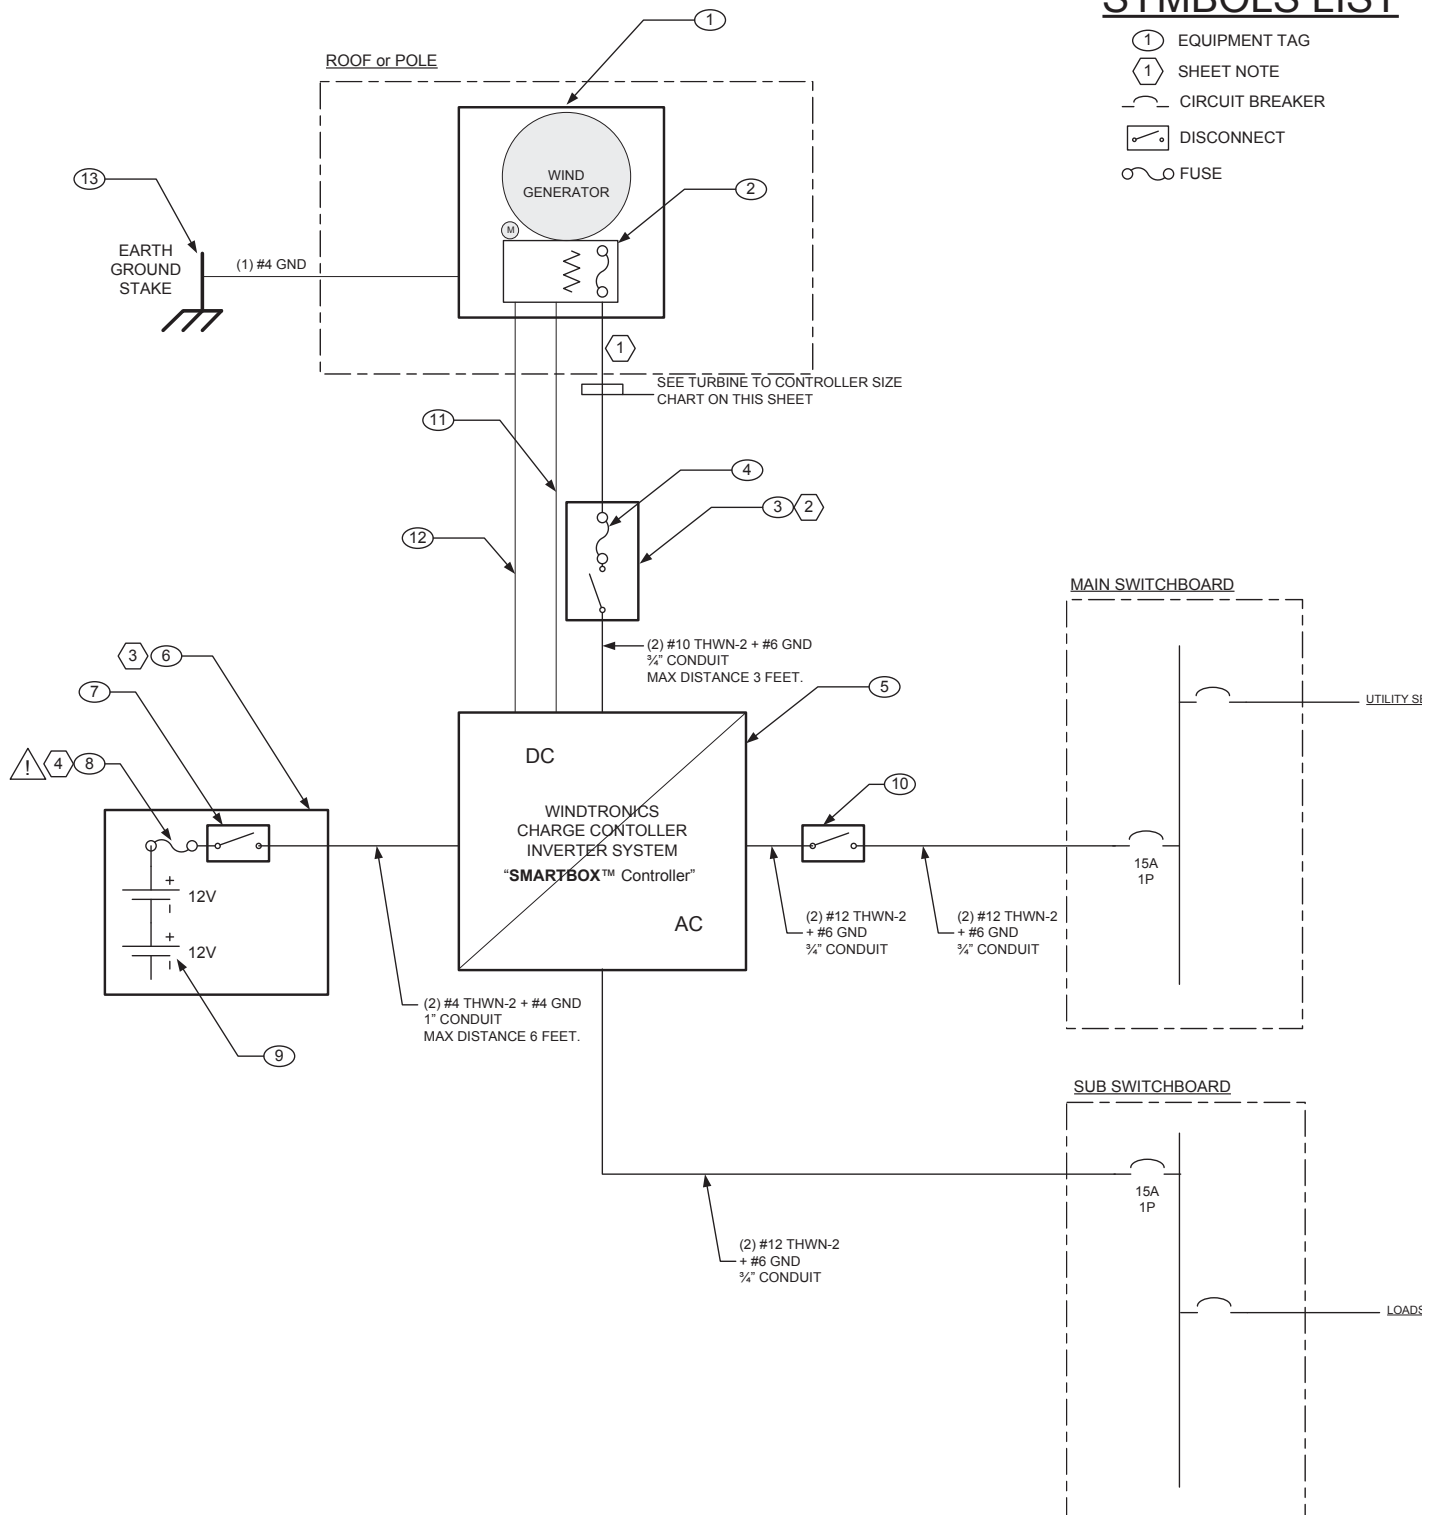 SYMBOLS LIST
1 EQUIPMENT TAG
1 SHEET NOTE
CIRCUIT BREAKER
DISCONNECT
FUSE
1
ROOF or POLE
WIND
GENERATOR
M
2
13
EARTH
GROUND
STAKE
(1) #4 GND
1
SEE TURBINE TO CONTROLLER SIZE
CHART ON THIS SHEET
11
4
3 2
12
(2) #10 THWN-2 + #6 GND
¾" CONDUIT
MAX DISTANCE 3 FEET.
3 6
7
! 4 8
+
12V
+
12V
9
(2) #4 THWN-2 + #4 GND
1" CONDUIT
MAX DISTANCE 6 FEET.
5
DC
WINDTRONICS
CHARGE CONTOLLER
INVERTER SYSTEM
"SMARTBOX™ Controller"
AC
10
(2) #12 THWN-2
+ #6 GND
¾" CONDUIT
(2) #12 THWN-2
+ #6 GND
¾" CONDUIT
MAIN SWITCHBOARD
UTILITY
15A
1P
SUB SWITCHBOARD
15A
1P
(2) #12 THWN-2
+ #6 GND
¾" CONDUIT
LOADS